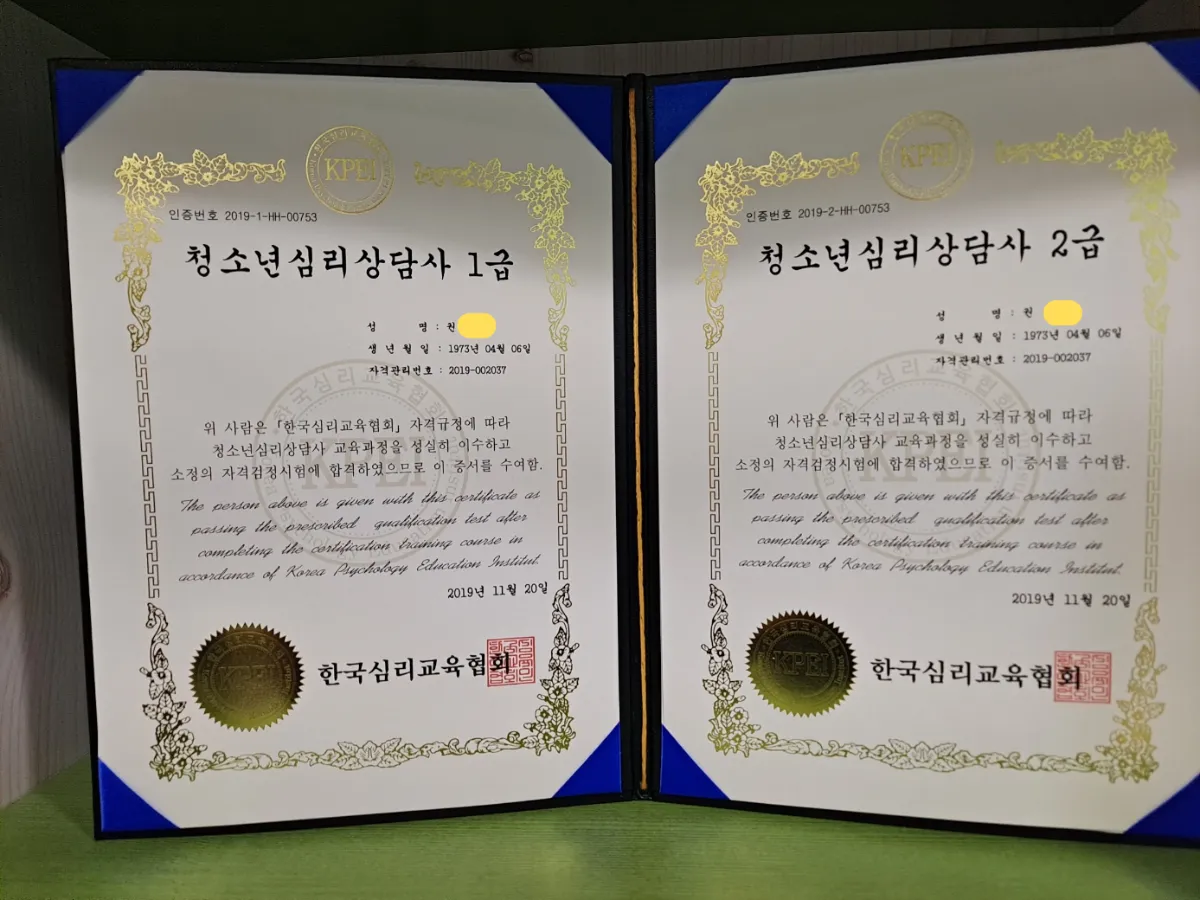 KPEI
인증번호 2019-1-HH-00753
청소년심리상담사 1급
성 명 : 권
생 년 월 일 : 1973년 04월 06일
자격관리번호 : 2019-002037
위 사람은 「한국심리교육협회」 자격규정에 따라
청소년심리상담사 교육과정을 성실히 이수하고
소정의 자격검정시험에 합격하였으므로 이 증서를 수여함.
The person above is given with this certificate as
passing the prescribed qualification test after
completing the certification training course in
accordance of Korea Psychology Education Institut.
2019년 11월 20일
KPEI
한국심리교육협회
KPEI
인증번호 2019-2-HH-00753
청소년심리상담사 2급
성 명 : 권
생 년 월 일 : 1973년 04월 06일
자격관리번호 : 2019-002037
위 사람은 「한국심리교육협회」 자격규정에 따라
청소년심리상담사 교육과정을 성실히 이수하고
소정의 자격검정시험에 합격하였으므로 이 증서를 수여함.
The person above is given with this certificate as
passing the prescribed qualification test after
completing the certification training course in
accordance of Korea Psychology Education Institut.
2019년 11월 20일
KPEI
한국심리교육협회